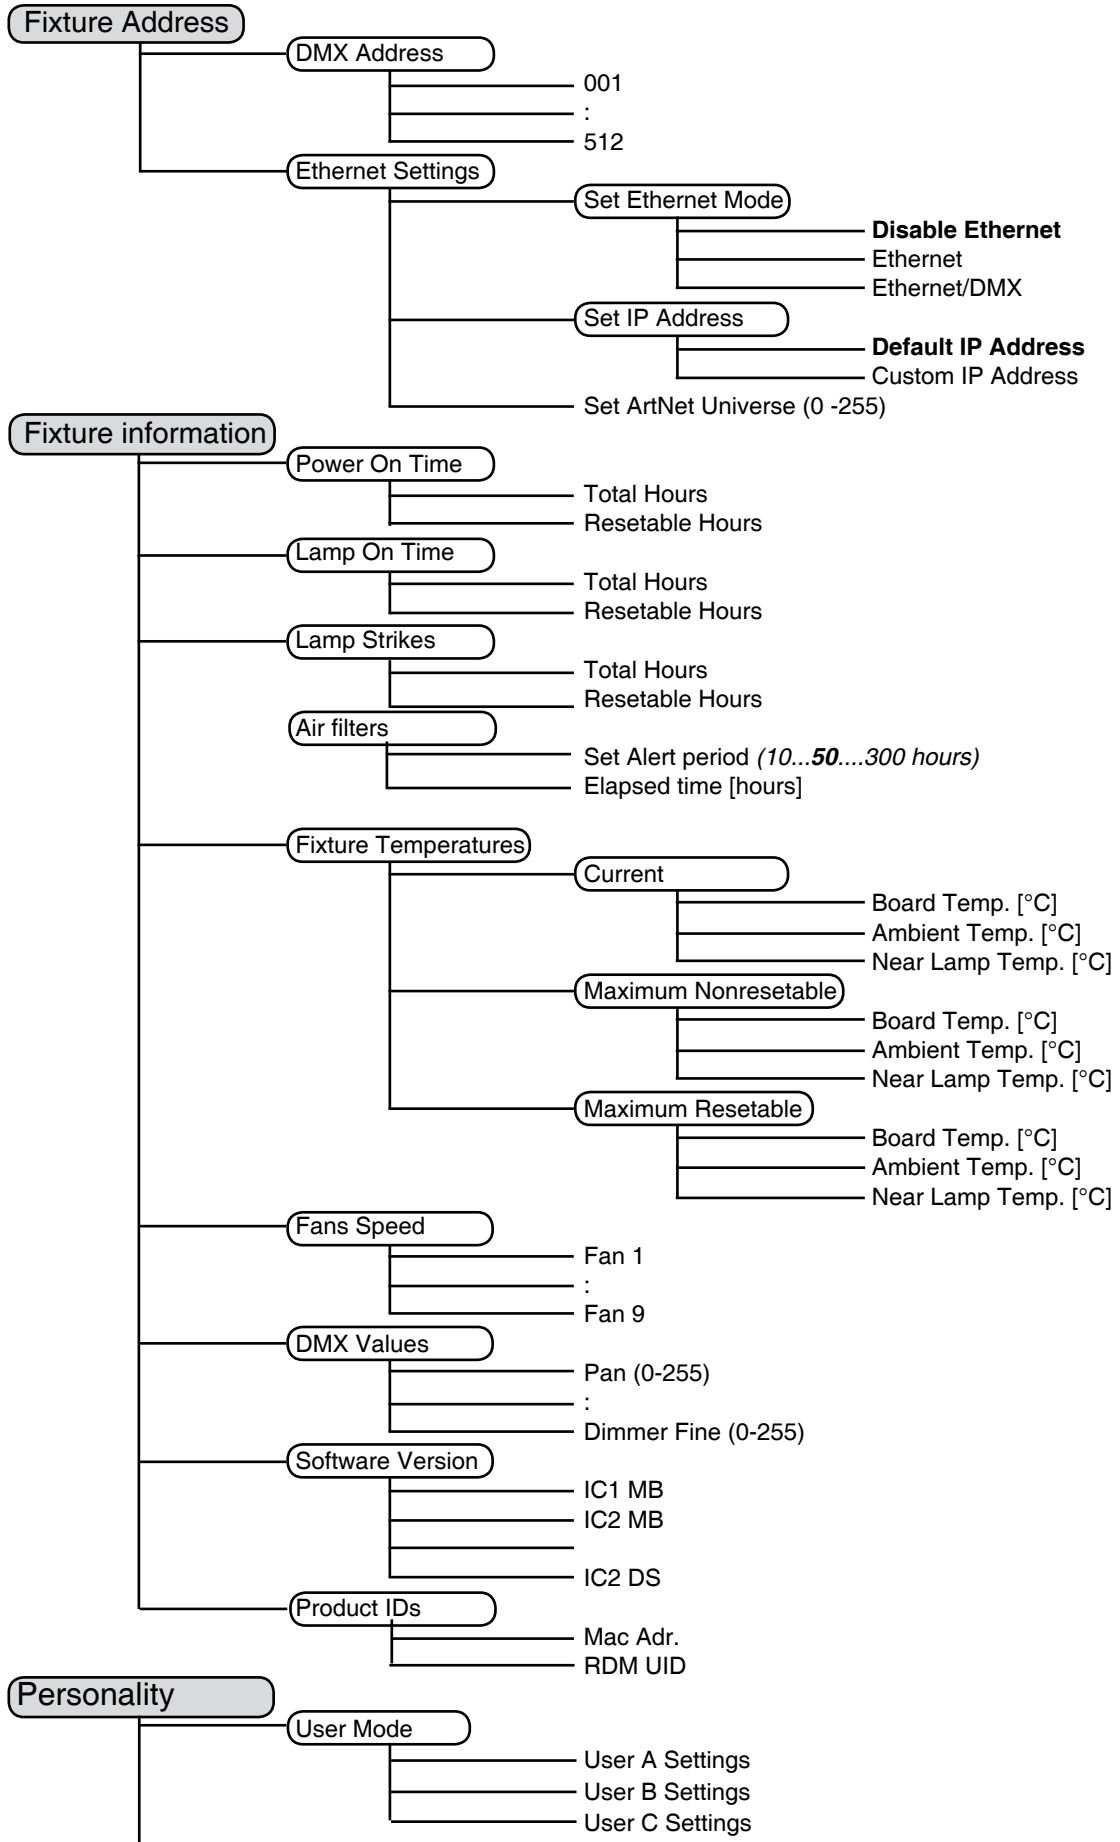 Fixture Address
DMX Address
001
:
512
Ethernet Settings
Set Ethernet Mode
Disable Ethernet
Ethernet
Ethernet/DMX
Set IP Address
Default IP Address
Custom IP Address
Set ArtNet Universe (0 -255)
Fixture information
Power On Time
Total Hours
Resetable Hours
Lamp On Time
Total Hours
Resetable Hours
Lamp Strikes
Total Hours
Resetable Hours
Air filters
Set Alert period (10...50....300 hours)
Elapsed time [hours]
Fixture Temperatures
Current
Board Temp. [°C]
Ambient Temp. [°C]
Near Lamp Temp. [°C]
Maximum Nonresetable
Board Temp. [°C]
Ambient Temp. [°C]
Near Lamp Temp. [°C]
Maximum Resetable
Board Temp. [°C]
Ambient Temp. [°C]
Near Lamp Temp. [°C]
Fans Speed
Fan 1
:
Fan 9
DMX Values
Pan (0-255)
:
Dimmer Fine (0-255)
Software Version
IC1 MB
IC2 MB
IC2 DS
Product IDs
Mac Adr.
RDM UID
Personality
User Mode
User A Settings
User B Settings
User C Settings